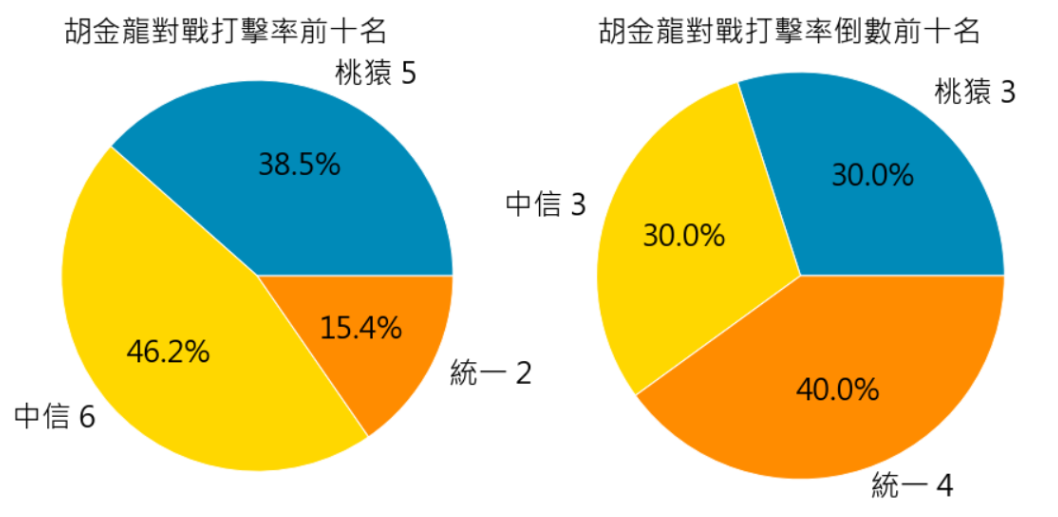 胡金龍對戰打擊率前十名
桃猿 5
38.5%
46.2%
15.4%
統一 2
中信 6
胡金龍對戰打擊率倒數前十名
桃猿 3
30.0%
中信 3
30.0%
40.0%
統一 4